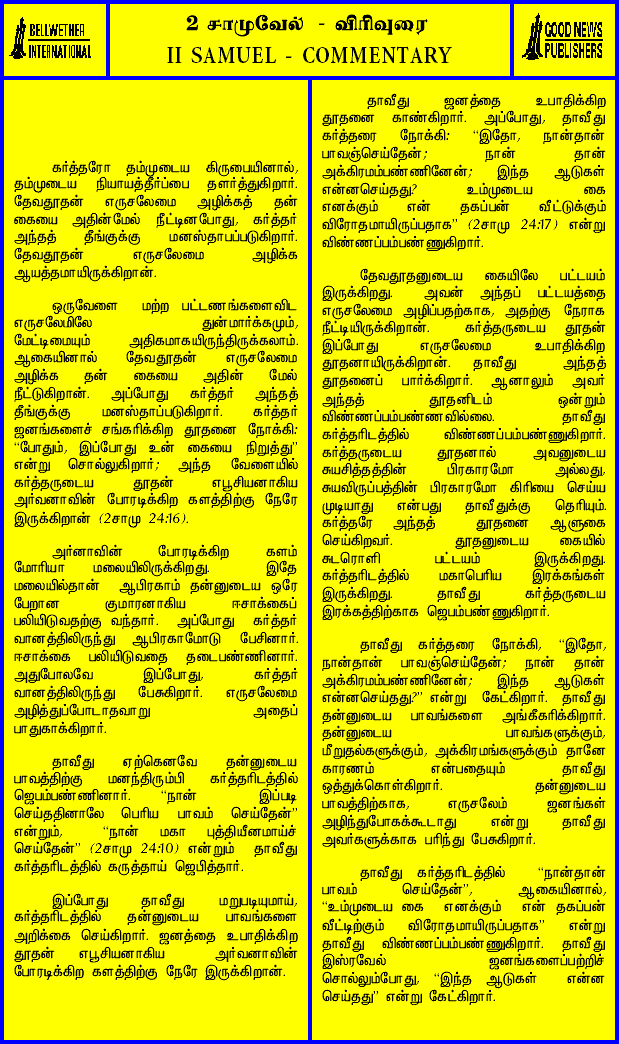 BELLWETHER
INTERNATIONAL
2 சாமுவேல் - விரிவுரை
II SAMUEL - COMMENTARY
GOOD NEWS
PUBLISHERS
கர்த்தரோ தம்முடைய கிருபையினால்,
தம்முடைய நியாயத்தீர்ப்பை தளர்த்துகிறார்.
தேவதூதன் எருசலேமை அழிக்கத் தன்
கையை அதின்மேல் நீட்டினபோது, கர்த்தர்
அந்தத் தீங்குக்கு மனஸ்தாபப்படுகிறார்.
தேவதூதன் எருசலேமை அழிக்க
ஆயத்தமாயிருக்கிறான்.
ஒருவேளை மற்ற பட்டணங்களைவிட
எருசலேமிலே துன்மார்க்கமும்,
மேட்டிமையும் அதிகமாகயிருந்திருக்கலாம்.
ஆகையினால் தேவதூதன் எருசலேமை
அழிக்க தன் கையை அதின் மேல்
நீட்டுகிறான். அப்போது கர்த்தர் அந்தத்
தீங்குக்கு மனஸ்தாபப்படுகிறார். கர்த்தர்
ஜனங்களைச் சங்கரிக்கிற தூதனை நோக்கி:
“போதும், இப்போது உன் கையை நிறுத்து”
என்று சொல்லுகிறார்; அந்த வேளையில்
கர்த்தருடைய தூதன் எபூசியனாகிய
அர்வனாவின் போரடிக்கிற களத்திற்கு நேரே
இருக்கிறான் (2சாமு 24:16).
அர்னாவின் போரடிக்கிற களம்
மோரியா மலையிலிருக்கிறது. இதே
மலையில்தான் ஆபிரகாம் தன்னுடைய ஒரே
பேறான குமாரனாகிய ஈசாக்கைப்
பலியிடுவதற்கு வந்தார். அப்போது கர்த்தர்
வானத்திலிருந்து ஆபிரகாமோடு பேசினார்.
ஈசாக்கை பலியிடுவதை தடைபண்ணினார்.
அதுபோலவே இப்போது, கர்த்தர்
வானத்திலிருந்து பேசுகிறார். எருசலேமை
அழித்துப்போடாதவாறு அதைப்
பாதுகாக்கிறார்.
தாவீது ஏற்கெனவே தன்னுடைய
பாவத்திற்கு மனந்திரும்பி கர்த்தரிடத்தில்
ஜெபம்பண்ணினார். “நான் இப்படி
செய்ததினாலே பெரிய பாவம் செய்தேன்”
என்றும், “நான் மகா புத்தியீனமாய்ச்
செய்தேன்” (2சாமு 24:10) என்றும் தாவீது
கர்த்தரிடத்தில் கருத்தாய் ஜெபித்தார்.
இப்போது தாவீது மறுபடியுமாய்,
கர்த்தரிடத்தில் தன்னுடைய பாவங்களை
அறிக்கை செய்கிறார். ஜனத்தை உபாதிக்கிற
தூதன் எபூசியனாகிய அர்வனாவின்
போரடிக்கிற களத்திற்கு நேரே இருக்கிறான்.
தாவீது ஜனத்தை உபாதிக்கிற
தூதனை காண்கிறார். அப்போது, தாவீது
கர்த்தரை நோக்கி: “இதோ, நான்தான்
பாவஞ்செய்தேன்; நான் தான்
அக்கிரமம்பண்ணினேன்; இந்த ஆடுகள்
என்னசெய்தது? உம்முடைய கை
எனக்கும் என் தகப்பன் வீட்டுக்கும்
விரோதமாயிருப்பதாக” (2சாமு 24:17) என்று
விண்ணப்பம்பண்ணுகிறார்.
தேவதூதனுடைய கையிலே பட்டயம்
இருக்கிறது. அவன் அந்தப் பட்டயத்தை
எருசலேமை அழிப்பதற்காக, அதற்கு நேராக
நீட்டியிருக்கிறான். கர்த்தருடைய தூதன்
இப்போது எருசலேமை உபாதிக்கிற
தூதனாயிருக்கிறான். தாவீது அந்தத்
தூதனைப் பார்க்கிறார். ஆனாலும் அவர்
அந்தத் தூதனிடம் ஒன்றும்
விண்ணப்பம்பண்ணவில்லை. தாவீது
கர்த்தரிடத்தில் விண்ணப்பம்பண்ணுகிறார்.
கர்த்தருடைய தூதனால் அவனுடைய
சுயசித்தத்தின் பிரகாரமோ அல்லது,
சுயவிருப்பத்தின் பிரகாரமோ கிரியை செய்ய
முடியாது என்பது தாவீதுக்கு தெரியும்.
கர்த்தரே அந்தத் தூதனை ஆளுகை
செய்கிறவர். தூதனுடைய கையில்
சுடரொளி பட்டயம் இருக்கிறது.
கர்த்தரிடத்தில் மகாபெரிய இரக்கங்கள்
இருக்கிறது. தாவீது கர்த்தருடைய
இரக்கத்திற்காக ஜெபம்பண்ணுகிறார்.
தாவீது கர்த்தரை நோக்கி, “இதோ,
நான்தான் பாவஞ்செய்தேன்; நான் தான்
அக்கிரமம்பண்ணினேன்; இந்த ஆடுகள்
என்னசெய்தது?” என்று கேட்கிறார். தாவீது
தன்னுடைய பாவங்களை அங்கீகரிக்கிறார்.
தன்னுடைய பாவங்களுக்கும்,
மீறுதல்களுக்கும், அக்கிரமங்களுக்கும் தானே
காரணம் என்பதையும் தாவீது
ஒத்துக்கொள்கிறார். தன்னுடைய
பாவத்திற்காக, எருசலேம் ஜனங்கள்
அழிந்துபோகக்கூடாது என்று தாவீது
அவர்களுக்காக பரிந்து பேசுகிறார்.
தாவீது கர்த்தரிடத்தில் “நான்தான்
பாவம் செய்தேன்”, ஆகையினால்,
“உம்முடைய கை எனக்கும் என் தகப்பன்
வீட்டிற்கும் விரோதமாயிருப்பதாக” என்று
தாவீது விண்ணப்பம்பண்ணுகிறார். தாவீது
இஸ்ரவேல் ஜனங்களைப்பற்றிச்
சொல்லும்போது, “இந்த ஆடுகள் என்ன
செய்தது” என்று கேட்கிறார்.